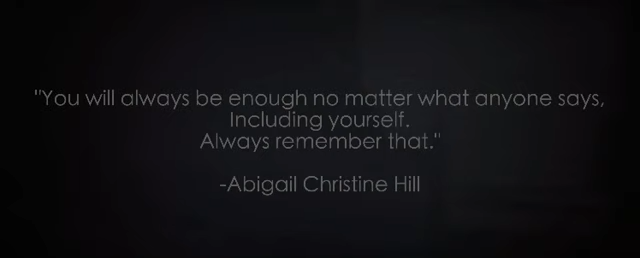 "You will always be enough no matter what anyone says,
Including yourself.
Always remember that."
-Abigail Christine Hill